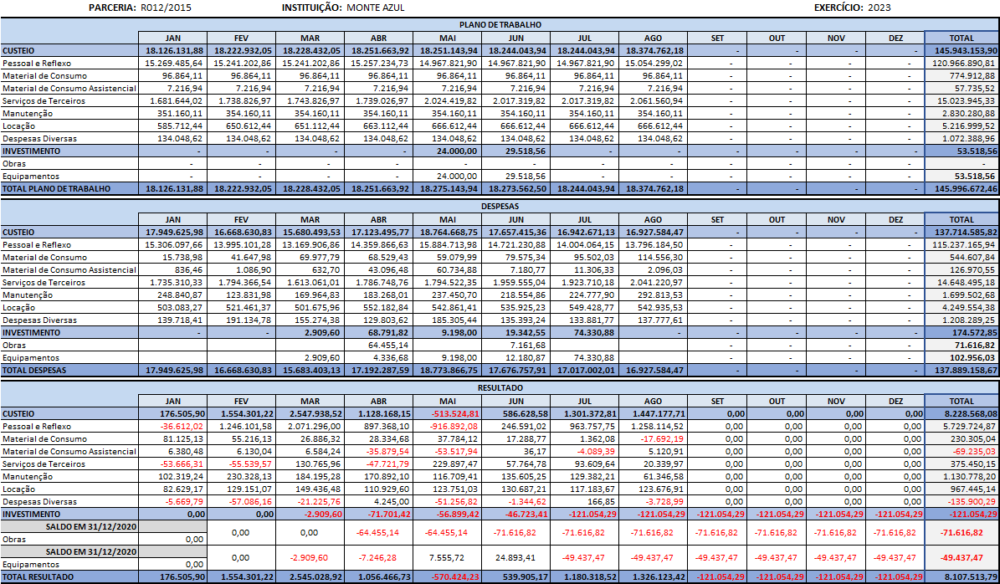 PARCERIA: R012/2015 INSTITUIÇÃO: MONTE AZUL EXERCÍCIO: 2023
PLANO DE TRABALHO
JAN FEV MAR ABR MAI JUN JUL AGO SET OUT NOV DEZ TOTAL
CUSTEIO 18.126.131,88 18.222.932,05 18.228.432,05 18.251.663,92 18.251.143,94 18.244.043,94 18.244.043,94 18.374.762,18 - - - - 145.943.153,90
Pessoal e Reflexo 15.269.485,64 15.241.202,86 15.241.202,86 15.257.234,73 14.967.821,90 14.967.821,90 14.967.821,90 15.054.299,02 - - - - 120.966.890,81
Material de Consumo 96.864,11 96.864,11 96.864,11 96.864,11 96.864,11 96.864,11 96.864,11 96.864,11 - - - - 774.912,88
Material de Consumo Assistencial 7.216,94 7.216,94 7.216,94 7.216,94 7.216,94 7.216,94 7.216,94 7.216,94 - - - - 57.735,52
Serviços de Terceiros 1.681.644,02 1.738.826,97 1.743.826,97 1.739.026,97 2.024.419,82 2.017.319,82 2.017.319,82 2.061.560,94 - - - - 15.023.945,33
Manutenção 351.160,11 354.160,11 354.160,11 354.160,11 354.160,11 354.160,11 354.160,11 354.160,11 - - - - 2.830.280,88
Locação 585.712,44 650.612,44 651.112,44 663.112,44 666.612,44 666.612,44 666.612,44 666.612,44 - - - - 5.216.999,52
Despesas Diversas 134.048,62 134.048,62 134.048,62 134.048,62 134.048,62 134.048,62 134.048,62 134.048,62 - - - - 1.072.388,96
INVESTIMENTO - - - - 24.000,00 29.518,56 - - - - - - 53.518,56
Obras - - - - - - - - - - - - -
Equipamentos - - - - 24.000,00 29.518,56 - - - - - - 53.518,56
TOTAL PLANO DE TRABALHO 18.126.131,88 18.222.932,05 18.228.432,05 18.251.663,92 18.275.143,94 18.273.562,50 18.244.043,94 18.374.762,18 - - - - 145.996.672,46
DESPESAS
JAN FEV MAR ABR MAI JUN JUL AGO SET OUT NOV DEZ TOTAL
CUSTEIO 17.949.625,98 16.668.630,83 15.680.493,53 17.123.495,77 18.764.668,75 17.657.415,36 16.942.671,13 16.927.584,47 - - - - 137.714.585,82
Pessoal e Reflexo 15.306.097,66 13.995.101,28 13.169.906,86 14.359.866,63 15.884.713,98 14.721.230,88 14.004.064,15 13.796.184,50 - - - - 115.237.165,94
Material de Consumo 15.738,98 41.647,98 69.977,79 68.529,43 59.079,99 79.575,34 95.502,03 114.556,30 - - - - 544.607,84
Material de Consumo Assistencial 836,46 1.086,90 632,70 43.096,48 60.734,88 7.180,77 11.306,33 2.096,03 - - - - 126.970,55
Serviços de Terceiros 1.735.310,33 1.794.366,54 1.613.061,01 1.786.748,76 1.794.522,35 1.959.555,04 1.923.710,18 2.041.220,97 - - - - 14.648.495,18
Manutenção 248.840,87 123.831,98 169.964,83 183.268,01 237.450,70 218.554,86 224.777,90 292.813,53 - - - - 1.699.502,68
Locação 503.083,27 521.461,37 501.675,96 552.182,84 542.861,41 535.925,23 549.428,77 542.935,53 - - - - 4.249.554,38
Despesas Diversas 139.718,41 191.134,78 155.274,38 129.803,62 185.305,44 135.393,24 133.881,77 137.777,61 - - - - 1.208.289,25
INVESTIMENTO - - 2.909,60 68.791,82 9.198,00 19.342,55 74.330,88 - - - - - 174.572,85
Obras 64.455,14 7.161,68 - - - - 71.616,82
Equipamentos 2.909,60 4.336,68 9.198,00 12.180,87 74.330,88 - - - - 102.956,03
TOTAL DESPESAS 17.949.625,98 16.668.630,83 15.683.403,13 17.192.287,59 18.773.866,75 17.676.757,91 17.017.002,01 16.927.584,47 - - - - 137.889.158,67
RESULTADO
JAN FEV MAR ABR MAI JUN JUL AGO SET OUT NOV DEZ TOTAL
CUSTEIO 176.505,90 1.554.301,22 2.547.938,52 1.128.168,15 -513.524,81 586.628,58 1.301.372,81 1.447.177,71 0,00 0,00 0,00 0,00 8.228.568,08
Pessoal e Reflexo -36.612,02 1.246.101,58 2.071.296,00 897.368,10 -916.892,08 246.591,02 963.757,75 1.258.114,52 0,00 0,00 0,00 0,00 5.729.724,87
Material de Consumo 81.125,13 55.216,13 26.886,32 28.334,68 37.784,12 17.288,77 1.362,08 -17.692,19 0,00 0,00 0,00 0,00 230.305,04
Material de Consumo Assistencial 6.380,48 6.130,04 6.584,24 -35.879,54 -53.517,94 36,17 -4.089,39 5.120,91 0,00 0,00 0,00 0,00 -69.235,03
Serviços de Terceiros -53.666,31 -55.539,57 130.765,96 -47.721,79 229.897,47 57.764,78 93.609,64 20.339,97 0,00 0,00 0,00 0,00 375.450,15
Manutenção 102.319,24 230.328,13 184.195,28 170.892,10 116.709,41 135.605,25 129.382,21 61.346,58 0,00 0,00 0,00 0,00 1.130.778,20
Locação 82.629,17 129.151,07 149.436,48 110.929,60 123.751,03 130.687,21 117.183,67 123.676,91 0,00 0,00 0,00 0,00 967.445,14
Despesas Diversas -5.669,79 -57.086,16 -21.225,76 4.245,00 -51.256,82 -1.344,62 166,85 -3.728,99 0,00 0,00 0,00 0,00 -135.900,29
INVESTIMENTO 0,00 0,00 -2.909,60 -71.701,42 -56.899,42 -46.723,41 -121.054,29 -121.054,29 -121.054,29 -121.054,29 -121.054,29 -121.054,29 -121.054,29
SALDO EM 31/12/2020
Obras 0,00 0,00 0,00 -64.455,14 -64.455,14 -71.616,82 -71.616,82 -71.616,82 -71.616,82 -71.616,82 -71.616,82 -71.616,82 -71.616,82
SALDO EM 31/12/2020
Equipamentos 0,00 0,00 -2.909,60 -7.246,28 7.555,72 24.893,41 -49.437,47 -49.437,47 -49.437,47 -49.437,47 -49.437,47 -49.437,47 -49.437,47
TOTAL RESULTADO 176.505,90 1.554.301,22 2.545.028,92 1.056.466,73 -570.424,23 539.905,17 1.180.318,52 1.326.123,42 -121.054,29 -121.054,29 -121.054,29 -121.054,29 8.107.513,79